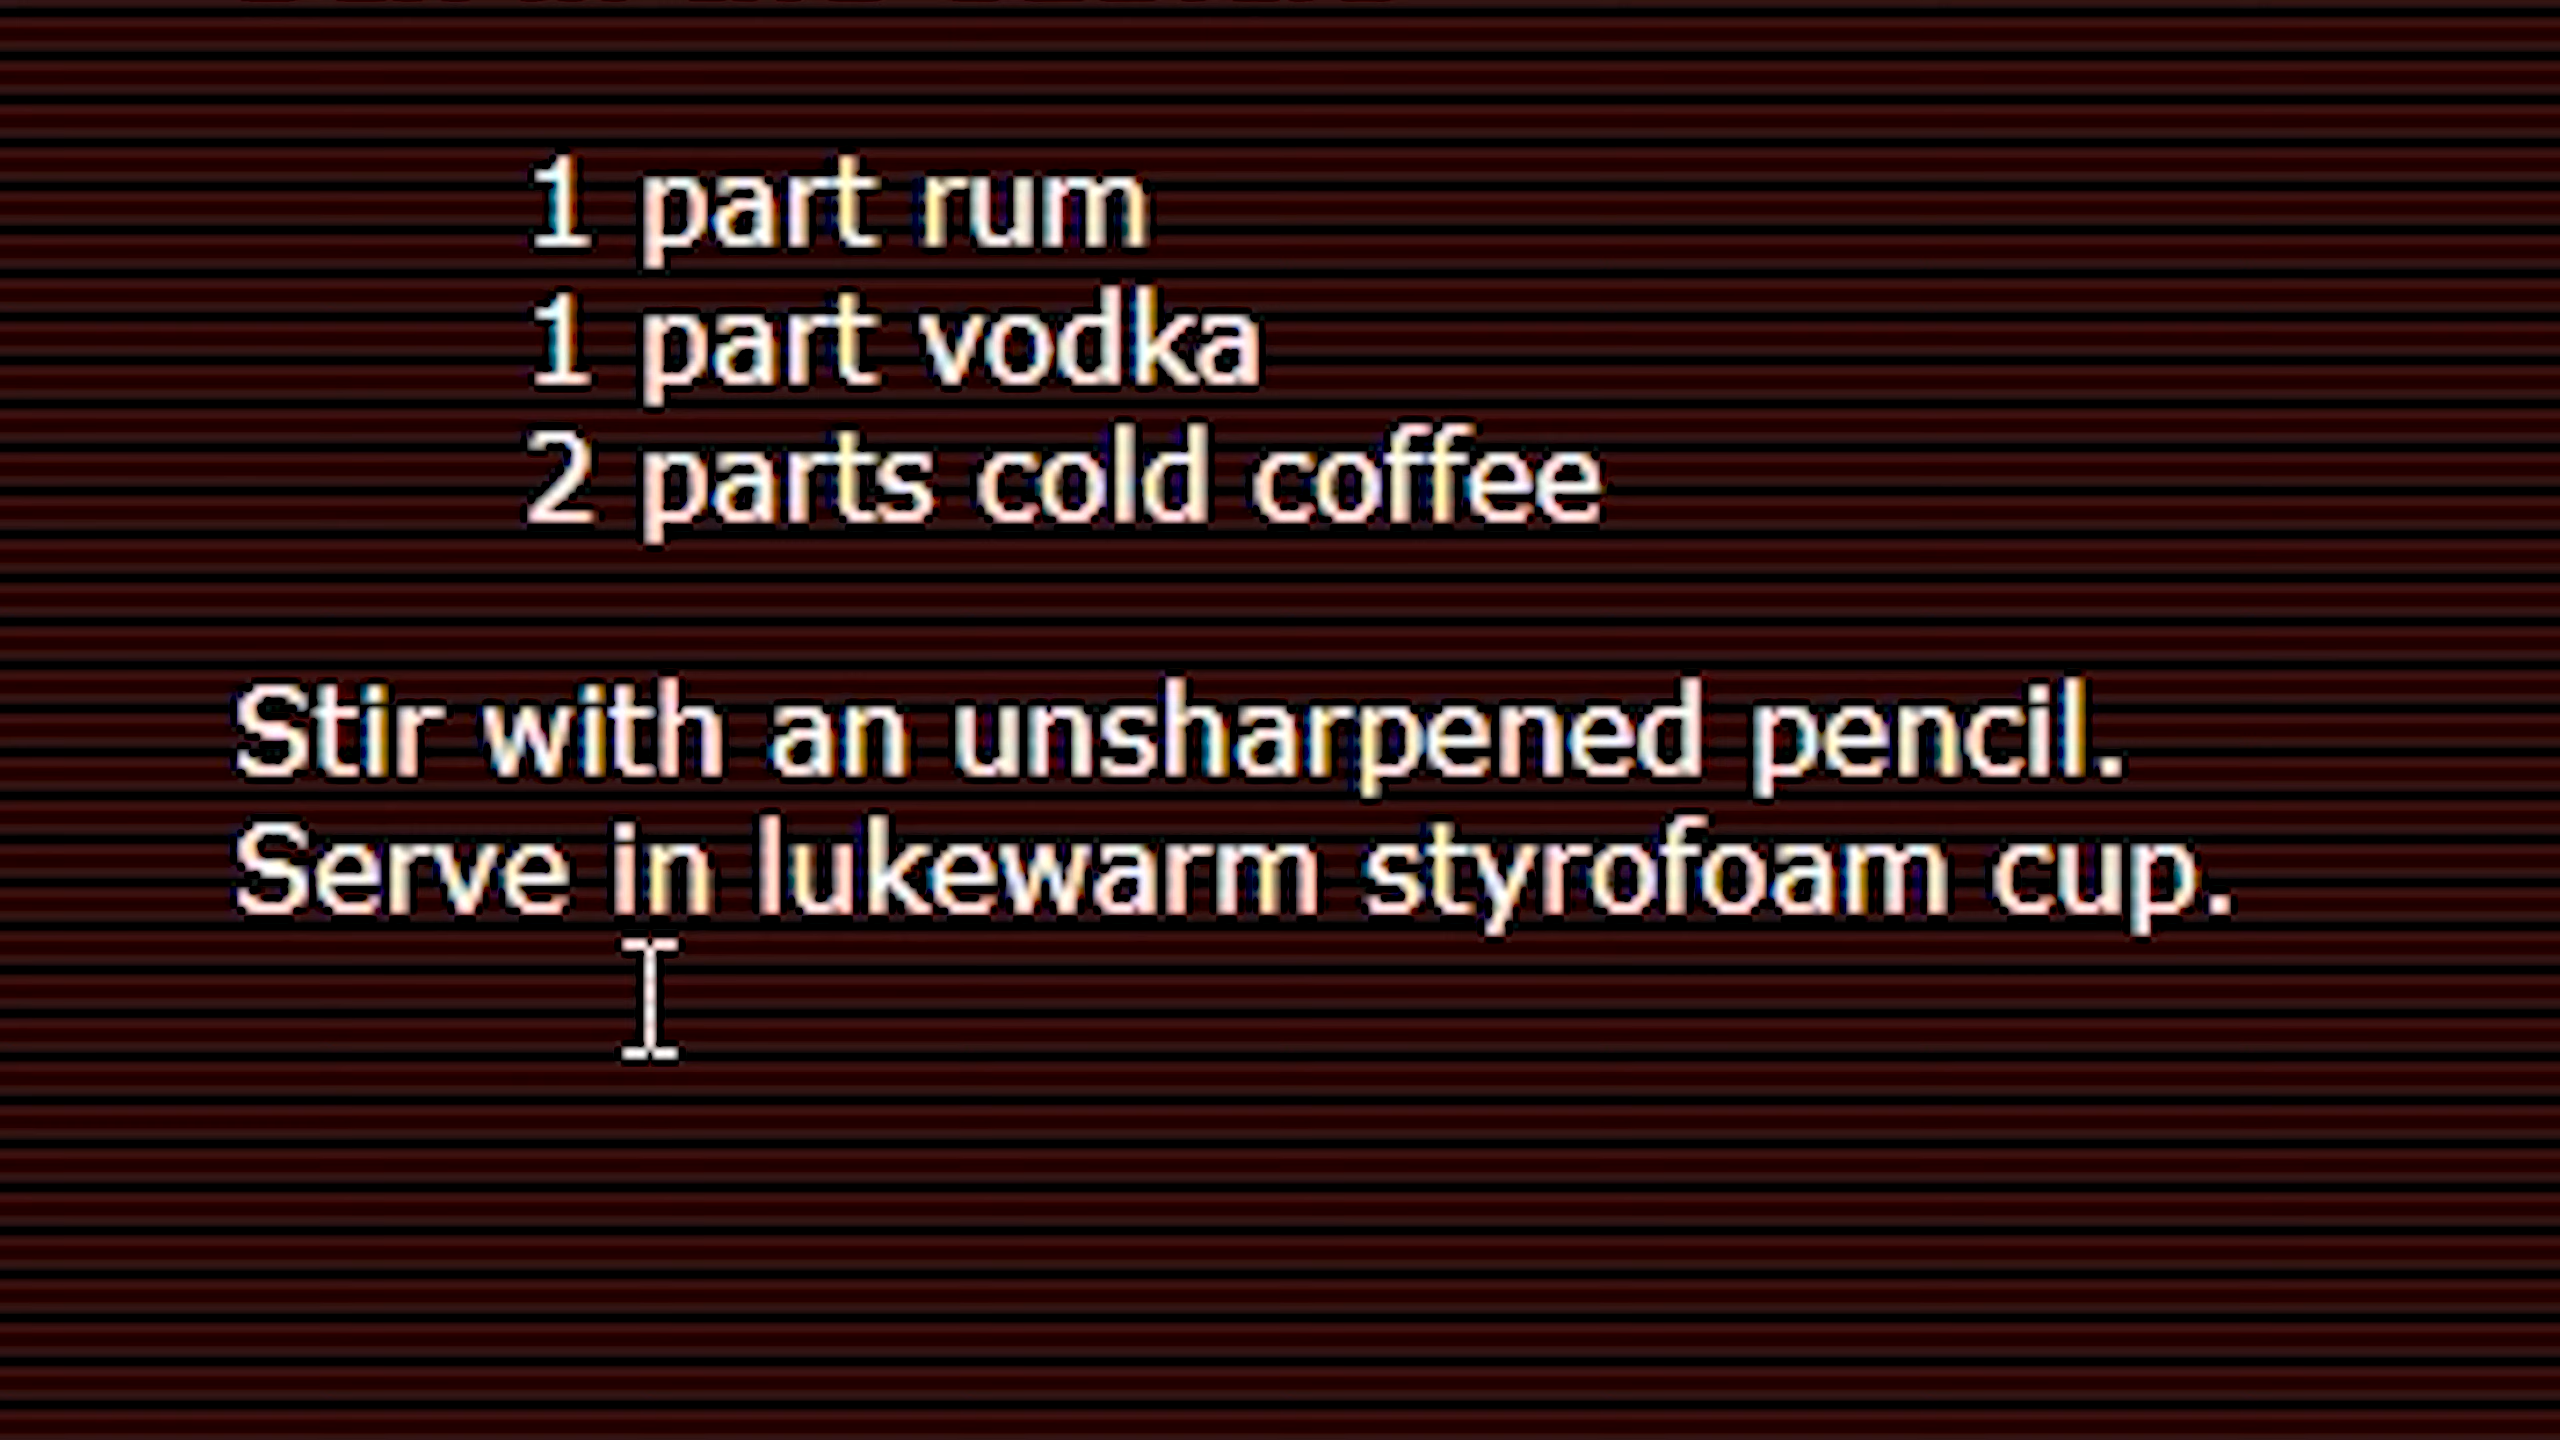 1 part rum
1 part vodka
2 parts cold coffee
Stir with an unsharpened pencil.
Serve in lukewarm styrofoam cup.